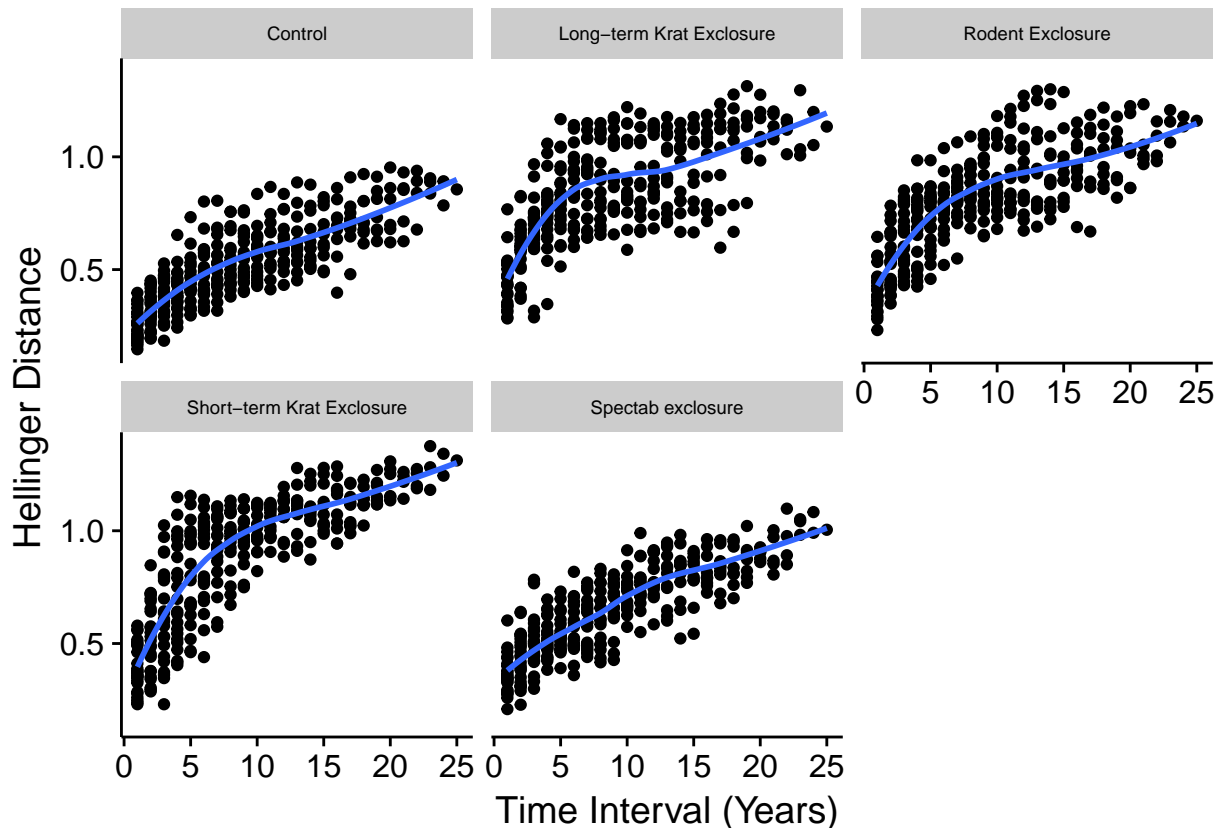 Control
Long−term Krat Exclosure
Rodent Exclosure
1.0
0.5
0 5 10 15 20 25
Short−term Krat Exclosure
Spectab exclosure
1.0
0.5
0 5 10 15 20 25
0 5 10 15 20 25
Time Interval (Years)
Hellinger Distance